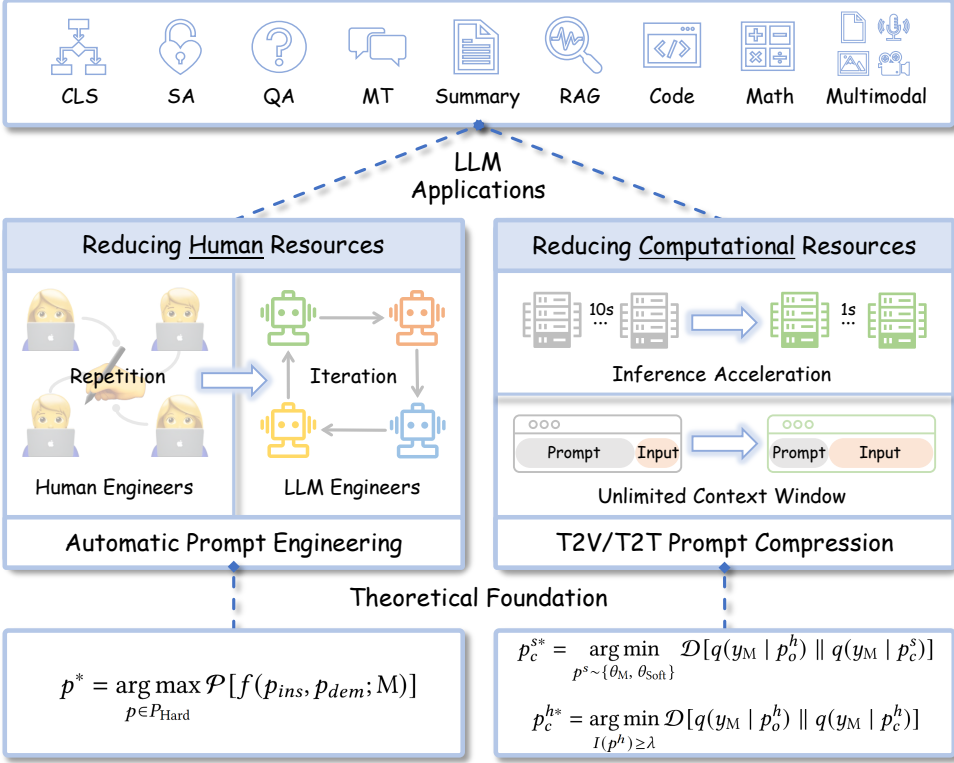 CLS SA QA MT Summary RAG Code Math Multimodal
LLM
Applications
Reducing Human Resources
Repetition
Iteration
Human Engineers
LLM Engineers
Automatic Prompt Engineering
Reducing Computational Resources
10s
...
1s
...
Inference Acceleration
Prompt Input
Prompt Input
Unlimited Context Window
T2V/T2T Prompt Compression
Theoretical Foundation
p* = arg max 𝒫[f(p_ins, p_dem; M)]
p∈P_Hard
p_c^{s*} = arg min 𝒟[q(y_M | p_o^h) || q(y_M | p_c^s)]
p^s∼{θ_M, θ_Soft}
p_c^{h*} = arg min 𝒟[q(y_M | p_o^h) || q(y_M | p_c^h)]
I(p^h)≥λ